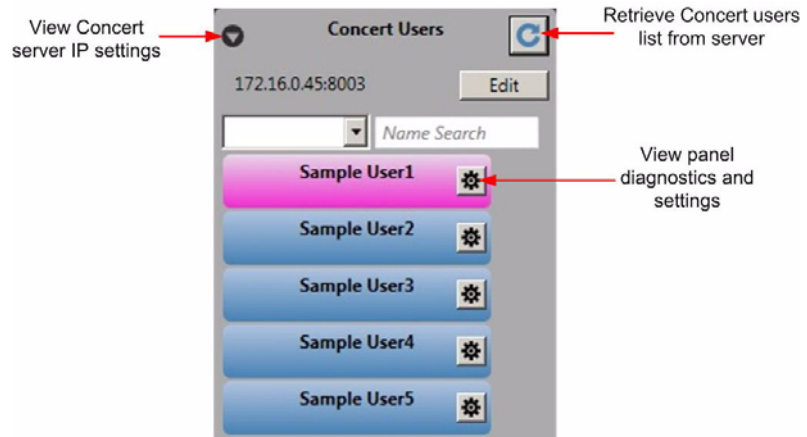 View Concert
server IP settings
Concert Users
Retrieve Concert users
list from server
172.16.0.45:8003
Edit
Name Search
Sample User1
View panel
diagnostics and
settings
Sample User2
Sample User3
Sample User4
Sample User5